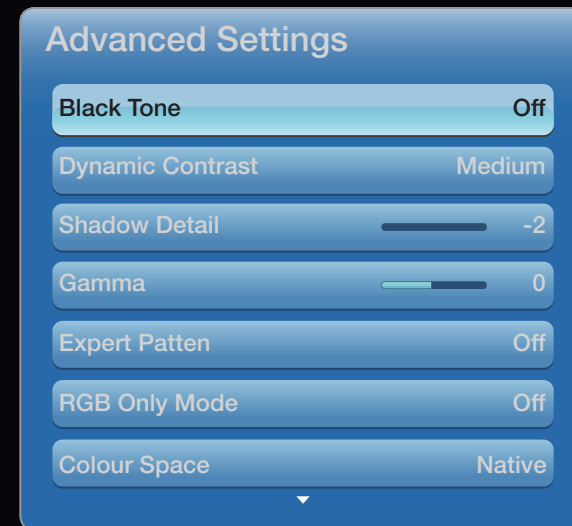 Advanced Settings
Black Tone Off
Dynamic Contrast Medium
Shadow Detail -2
Gamma 0
Expert Patten Off
RGB Only Mode Off
Colour Space Native